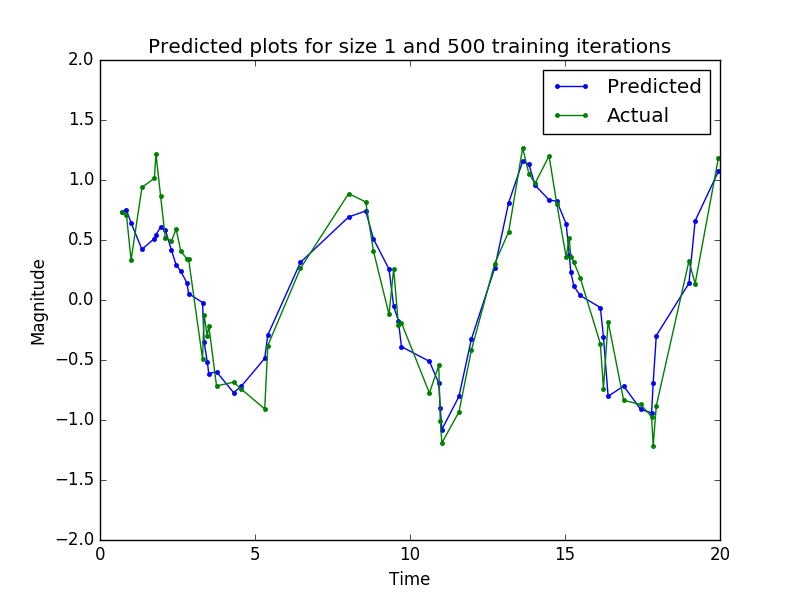 Predicted plots for size 1 and 500 training iterations
2.0
1.5
1.0
0.5
0.0
−0.5
−1.0
−1.5
−2.0
Magnitude
Predicted
Actual
0 5 10 15 20
Time